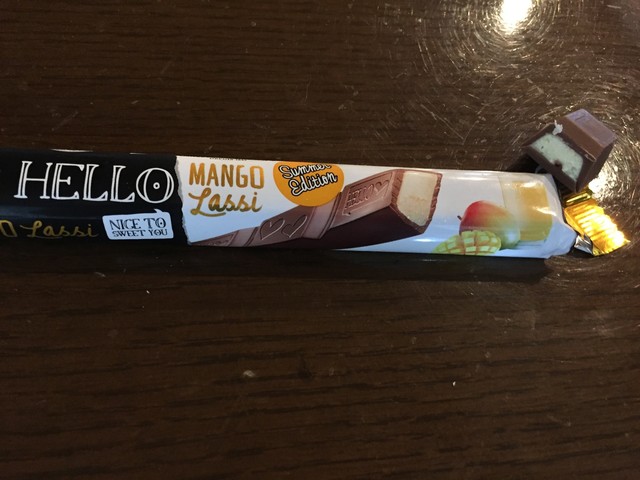 HELLO
O Lassi
NICE TO
SWEET YOU
MANGO
Lassi
Summer
Edition